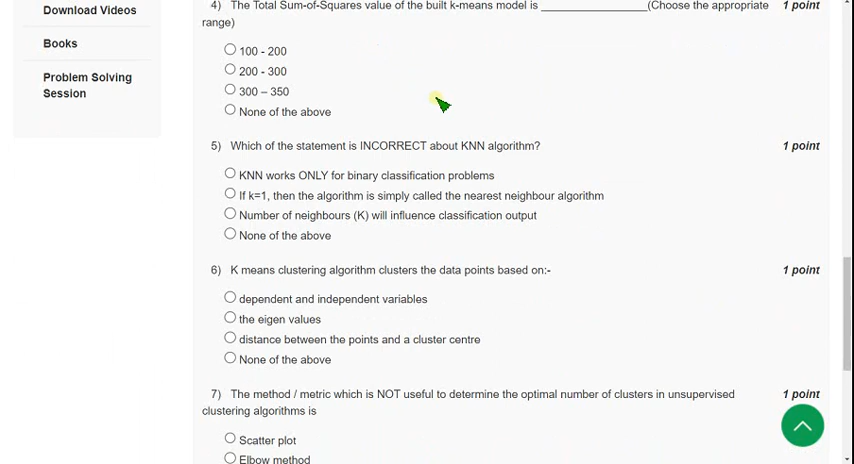 Download Videos
Books
Problem Solving
Session
4) The Total Sum-of-Squares value of the built k-means model is _________________(Choose the appropriate 1 point
range)
100 - 200
200 - 300
300 – 350
None of the above
5) Which of the statement is INCORRECT about KNN algorithm? 1 point
KNN works ONLY for binary classification problems
If k=1, then the algorithm is simply called the nearest neighbour algorithm
Number of neighbours (K) will influence classification output
None of the above
6) K means clustering algorithm clusters the data points based on:- 1 point
dependent and independent variables
the eigen values
distance between the points and a cluster centre
None of the above
7) The method / metric which is NOT useful to determine the optimal number of clusters in unsupervised 1 point
clustering algorithms is
Scatter plot
Elbow method